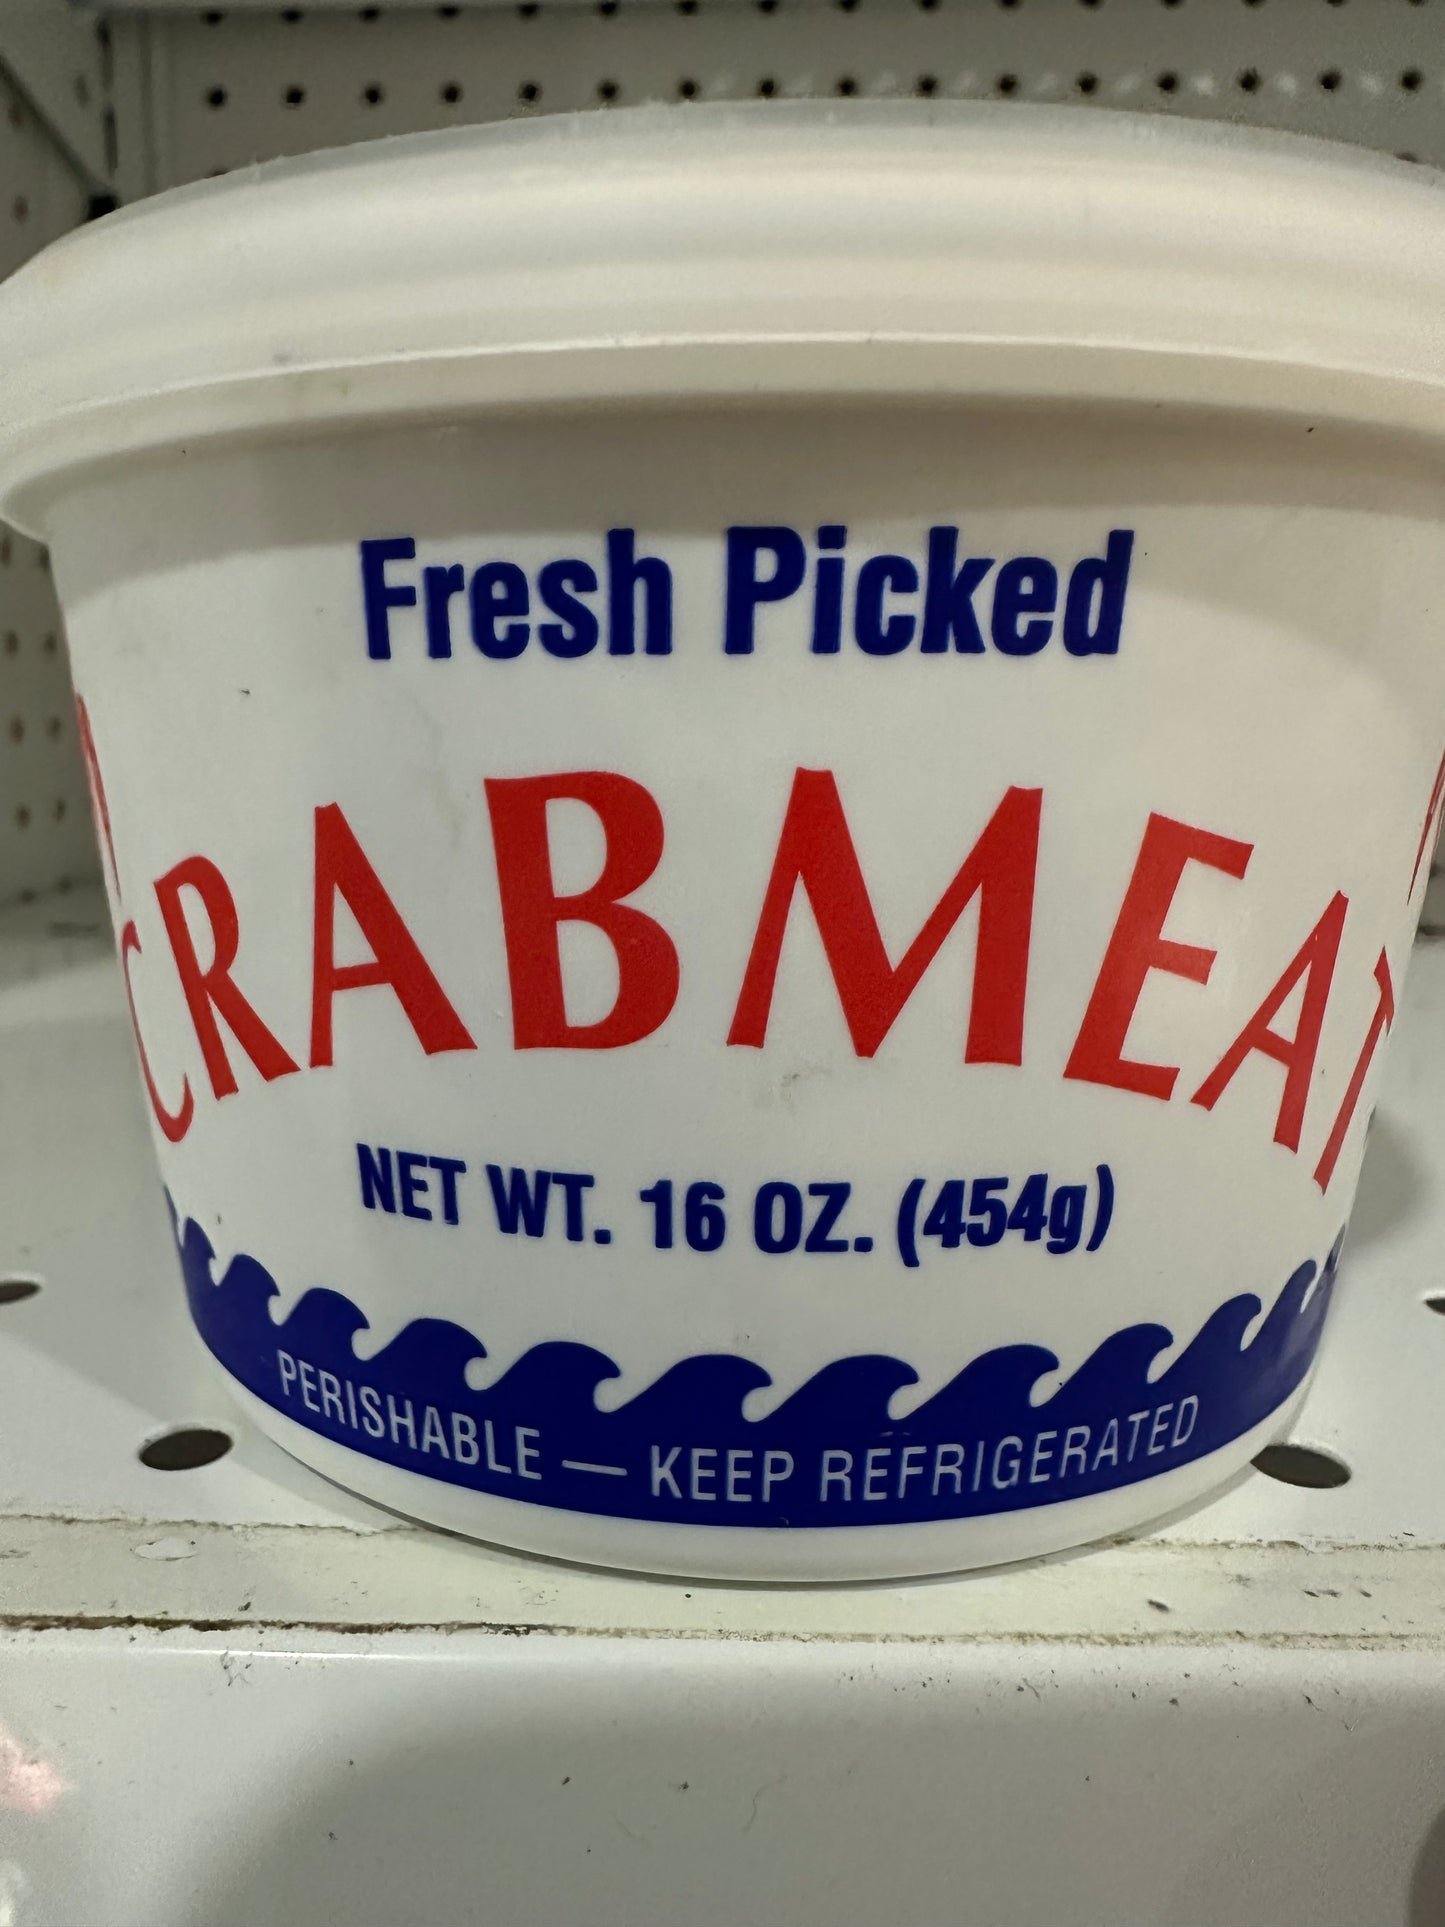 Fresh Picked
CRABMEAT
NET WT. 16 OZ. (454g)
PERISHABLE — KEEP REFRIGERATED